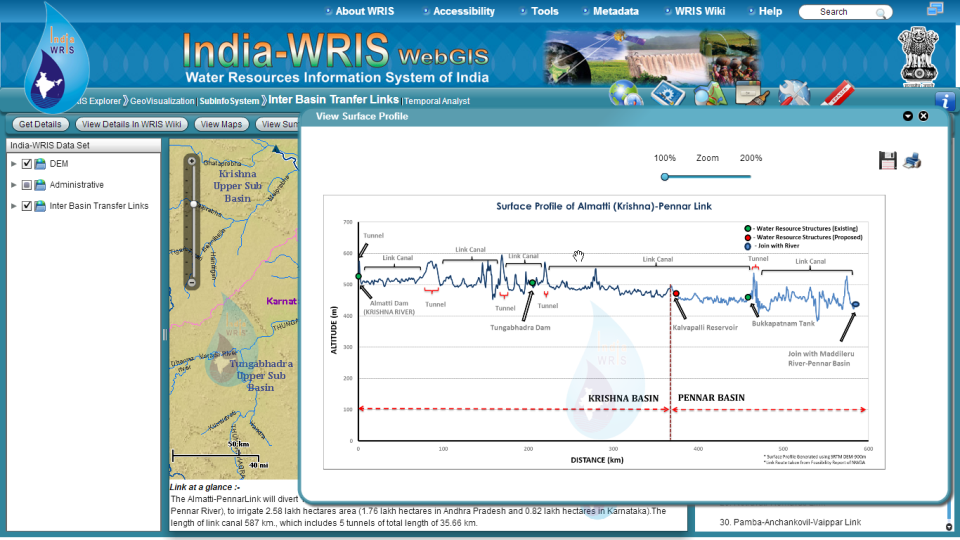 About WRIS
Accessibility
Tools
Metadata
WRIS Wiki
Help
Search
India
WRIS
India-WRIS WebGIS
Water Resources Information System of India
IS Explorer
GeoVisualization
SubInfoSystem
Inter Basin Tranfer Links
Temporal Analyst
Get Details
View Details In WRIS Wiki
View Maps
View Sur
View Surface Profile
India-WRIS Data Set
DEM
Administrative
Inter Basin Transfer Links
Ghataprabha
Krishna
Upper Sub
Basin
Karnat
Tungabhadra
Upper Sub
Basin
50 km
40 mi
100% Zoom 200%
Surface Profile of Almatti (Krishna)-Pennar Link
- Water Resource Structures (Existing)
- Water Resource Structures (Proposed)
- Join with River
ALTITUDE (m)
700
600
500
400
300
200
100
0
Tunnel
Link Canal
Link Canal
Link Canal
Link Canal
Tunnel
Link Canal
Almatti Dam
(KRISHNA RIVER)
Tunnel
Tunnel
Tunnel
Tungabhadra Dam
Kalvapalli Reservoir
Bukkapatnam Tank
Join with Maddileru
River-Pennar Basin
WRIS
KRISHNA BASIN
PENNAR BASIN
100
200
300
400
500
600
DISTANCE (km)
* Surface Profile Generated using SRTM DEM 90m
* Link Route taken from Feasibility Report of NWDA
Link at a glance :-
The Almatti-PennarLink will divert
Pennar River), to irrigate 2.58 lakh hectares area (1.76 lakh hectares in Andhra Pradesh and 0.82 lakh hectares in Karnataka).The
length of link canal 587 km., which includes 5 tunnels of total length of 35.66 km.
30. Pamba-Anchankovil-Vaippar Link